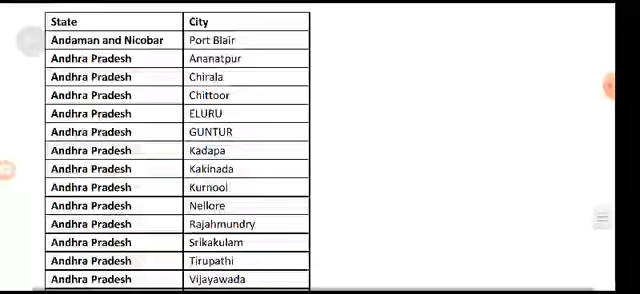 State City
Andaman and Nicobar Port Blair
Andhra Pradesh Ananatpur
Andhra Pradesh Chirala
Andhra Pradesh Chittoor
Andhra Pradesh ELURU
Andhra Pradesh GUNTUR
Andhra Pradesh Kadapa
Andhra Pradesh Kakinada
Andhra Pradesh Kurnool
Andhra Pradesh Nellore
Andhra Pradesh Rajahmundry
Andhra Pradesh Srikakulam
Andhra Pradesh Tirupathi
Andhra Pradesh Vijayawada